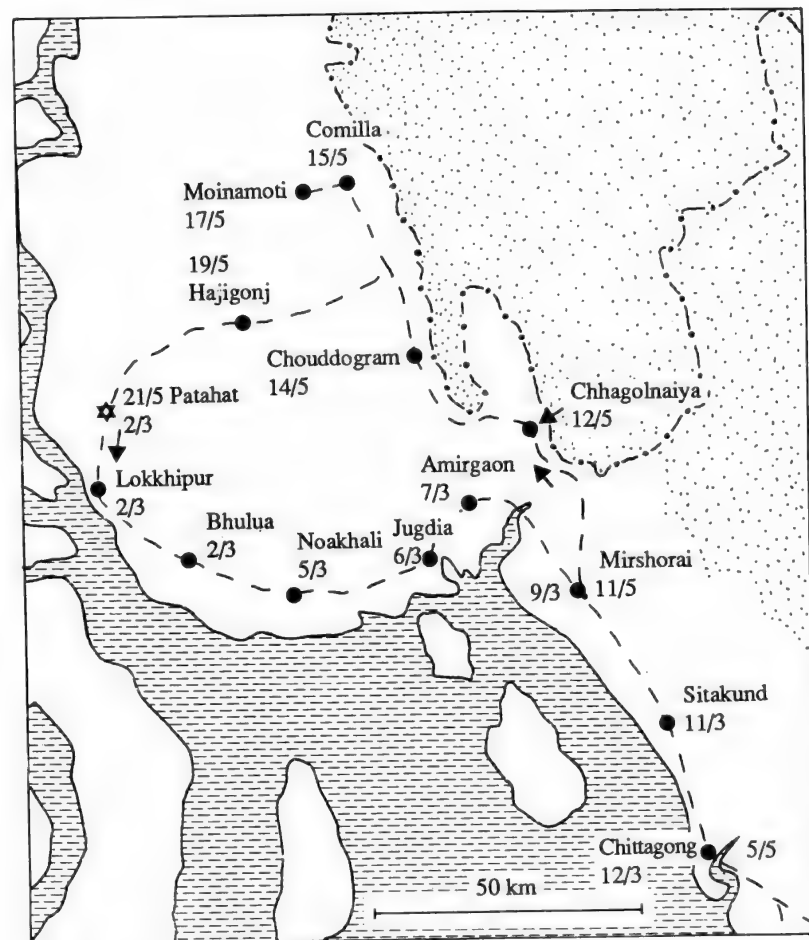 Comilla
15/5
Moinamoti
17/5
19/5
Hajigonj
Chouddogram
14/5
21/5 Patahat
2/3
Chhagolnaiya
12/5
Lokkhipur
2/3
Amirgaon
7/3
Bhulua
2/3
Noakhali
5/3
Jugdia
6/3
Mirshorai
9/3
11/5
Sitakund
11/3
Chittagong
12/3
5/5
50 km